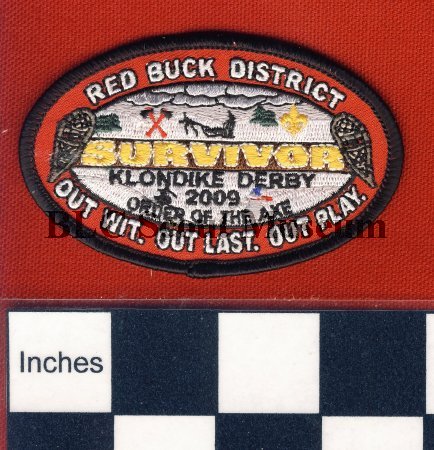 RED BUCK DISTRICT
SURVIVOR
KLONDIKE DERBY
2009
ORDER OF THE AXE
OUT WIT. OUT LAST. OUT PLAY.
Inches